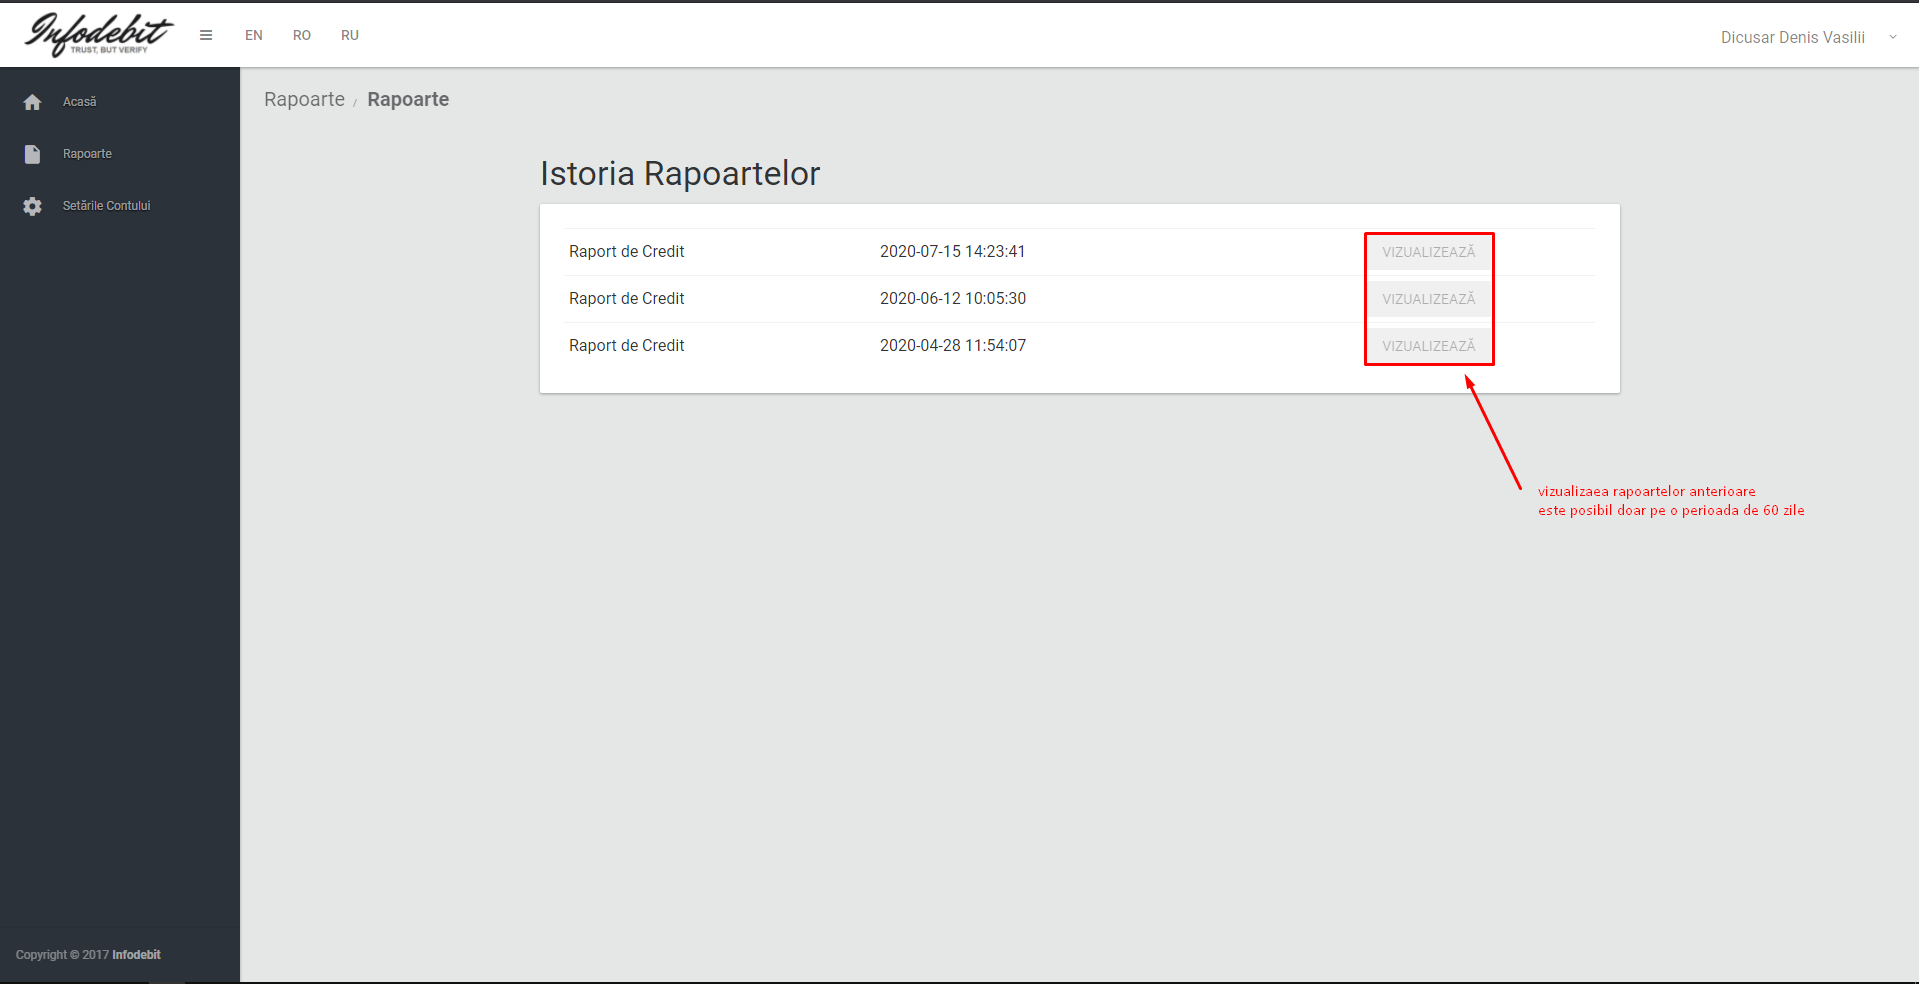 Infodebit
TRUST, BUT VERIFY
EN RO RU
Dicusar Denis Vasilii
Acasă
Rapoarte
Setările Contului
Rapoarte / Rapoarte
Istoria Rapoartelor
Raport de Credit 2020-07-15 14:23:41 VIZUALIZEAZĂ
Raport de Credit 2020-06-12 10:05:30 VIZUALIZEAZĂ
Raport de Credit 2020-04-28 11:54:07 VIZUALIZEAZĂ
vizualizaea rapoartelor anterioare
este posibil doar pe o perioada de 60 zile
Copyright © 2017 Infodebit